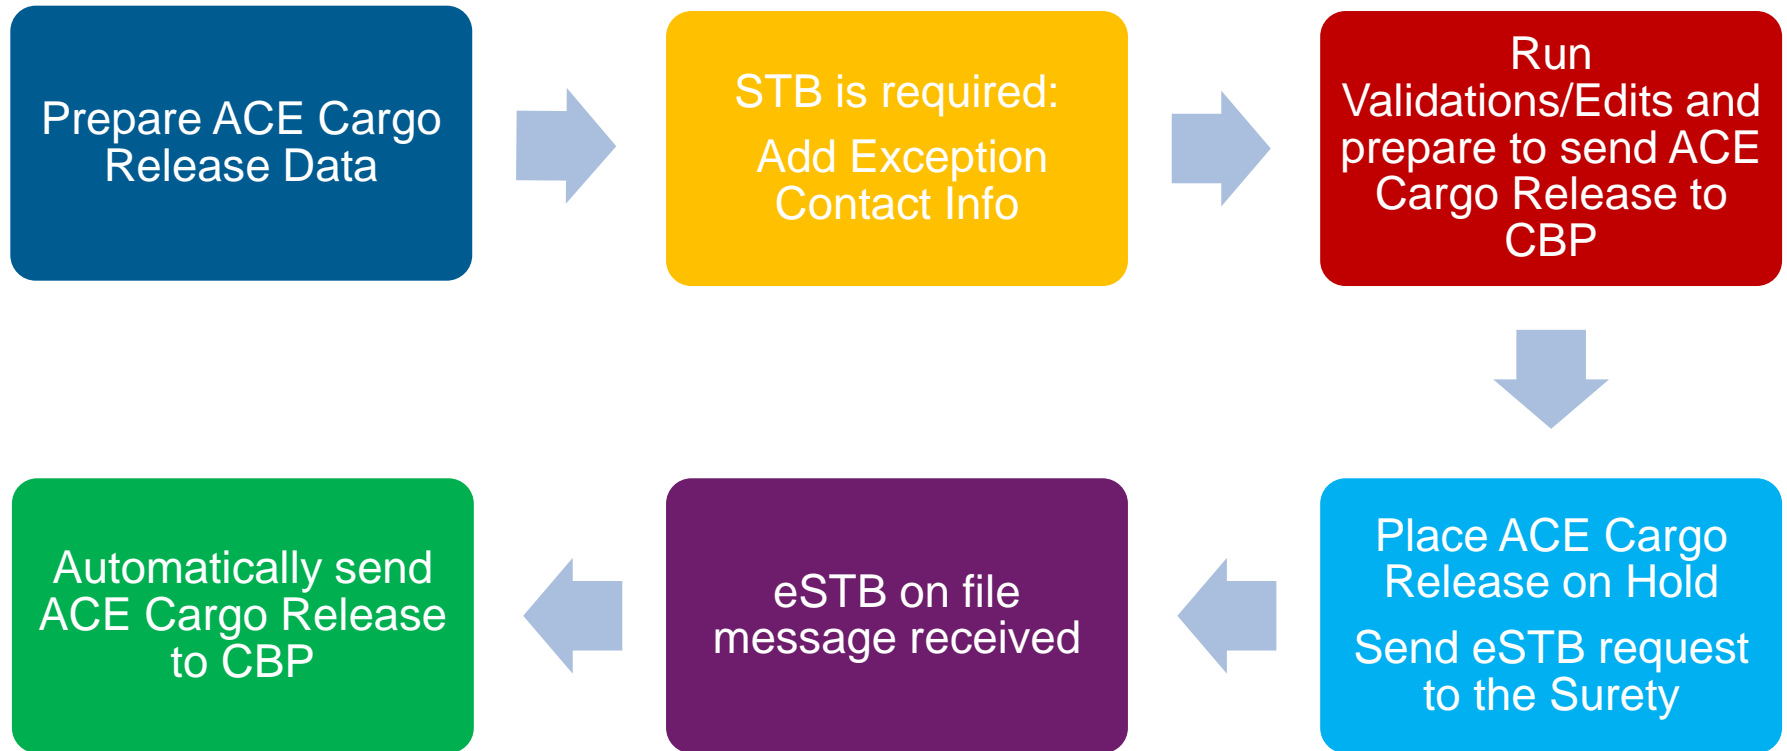 Prepare ACE Cargo
Release Data
STB is required:
Add Exception
Contact Info
Run
Validations/Edits and
prepare to send ACE
Cargo Release to
CBP
Place ACE Cargo
Release on Hold
Send eSTB request
to the Surety
eSTB on file
message received
Automatically send
ACE Cargo Release
to CBP